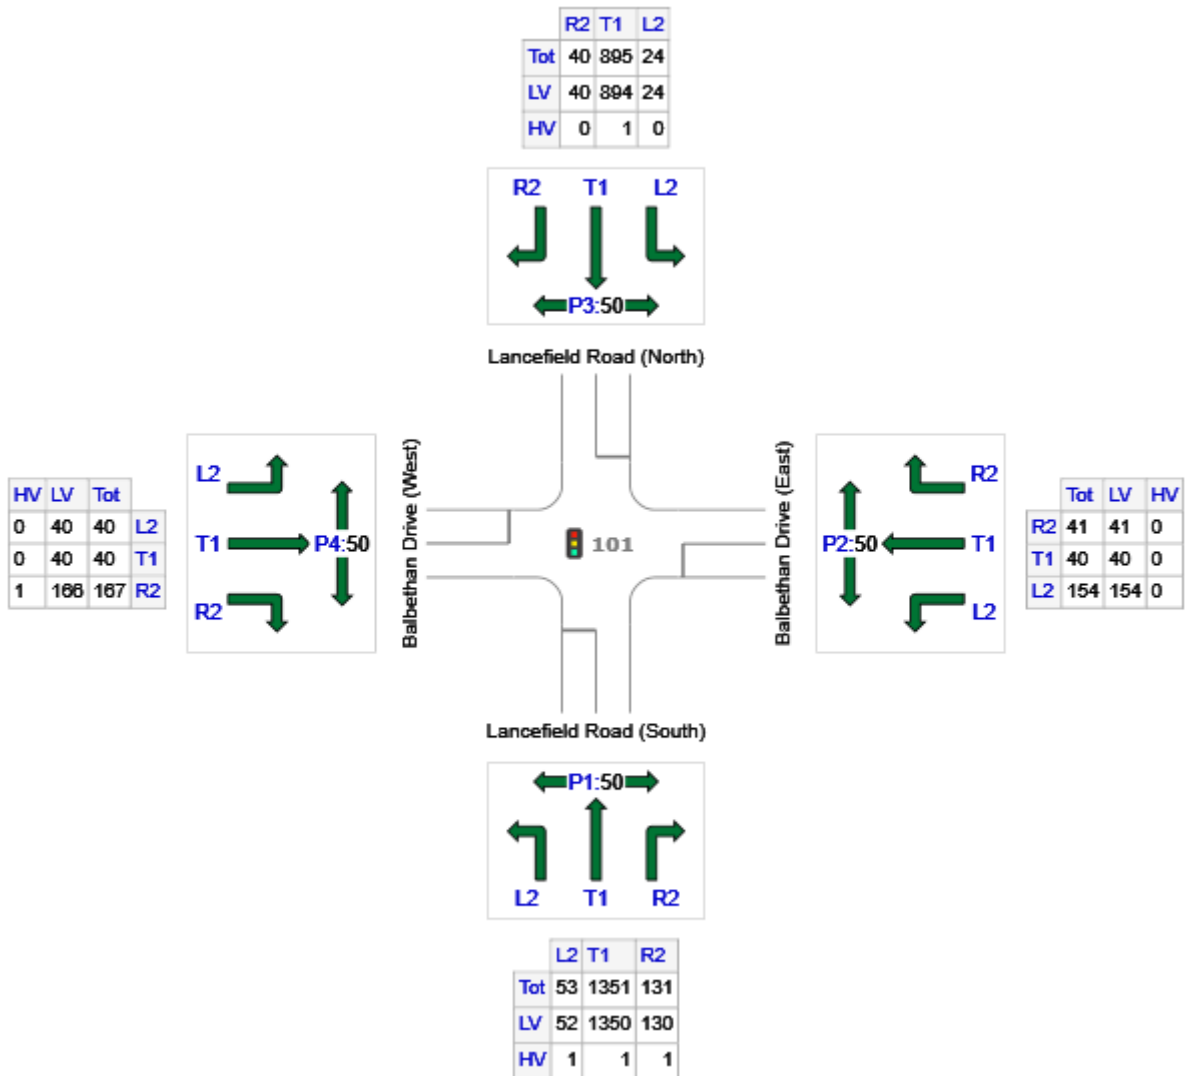 R2 T1 L2
Tot 40 895 24
LV 40 894 24
HV 0 1 0
R2 T1 L2
P3:50
Lancefield Road (North)
HV LV Tot
0 40 40 L2
0 40 40 T1
1 166 167 R2
L2
T1 P4:50
R2
Balbethan Drive (West)
101
Balbethan Drive (East)
R2
P2:50 T1
L2
Tot LV HV
R2 41 41 0
T1 40 40 0
L2 154 154 0
Lancefield Road (South)
P1:50
L2 T1 R2
L2 T1 R2
Tot 53 1351 131
LV 52 1350 130
HV 1 1 1